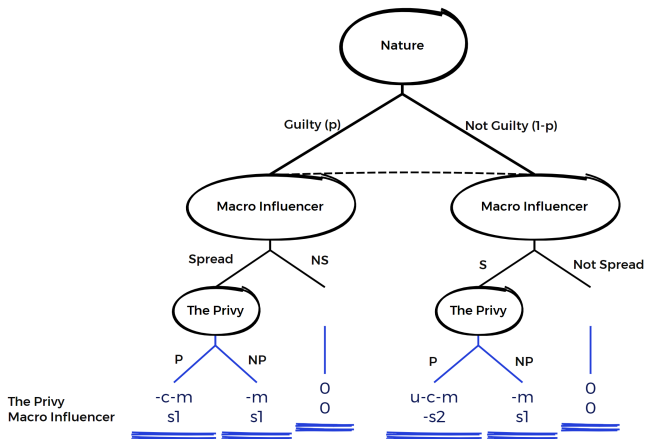 Nature
Guilty (p)
Not Guilty (1-p)
Macro Influencer
Macro Influencer
Spread
NS
S
Not Spread
The Privy
The Privy
P
NP
P
NP
The Privy
-c-m
-m
0
u-c-m
-m
0
Macro Influencer
s1
s1
0
-s2
s1
0